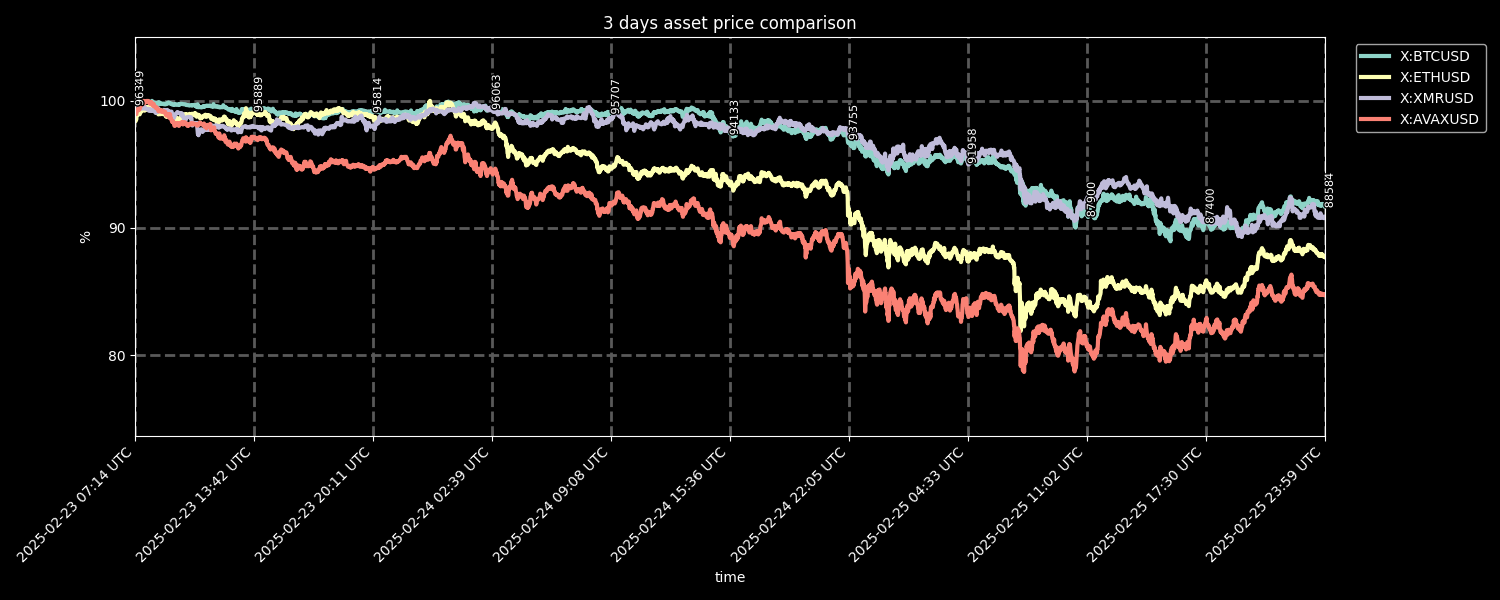 3 days asset price comparison
X:BTCUSD
X:ETHUSD
X:XMRUSD
X:AVAXUSD
%
100
90
80
96349
95889
95814
96063
95707
94133
93755
91958
87900
87400
88584
2025-02-23 07:14 UTC
2025-02-23 13:42 UTC
2025-02-23 20:11 UTC
2025-02-24 02:39 UTC
2025-02-24 09:08 UTC
2025-02-24 15:36 UTC
2025-02-24 22:05 UTC
2025-02-25 04:33 UTC
2025-02-25 11:02 UTC
2025-02-25 17:30 UTC
2025-02-25 23:59 UTC
time